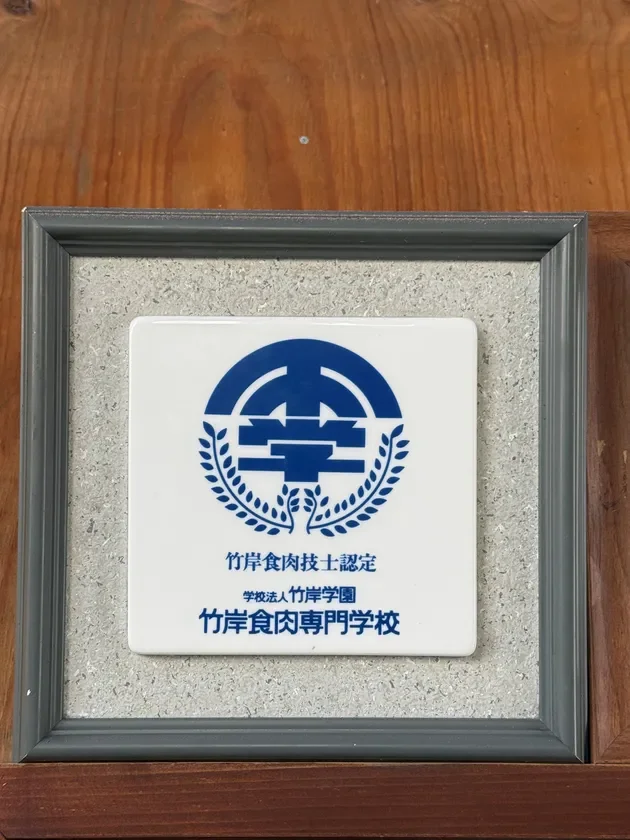 竹岸食肉技士認定
学校法人竹岸学園
竹岸食肉専門学校